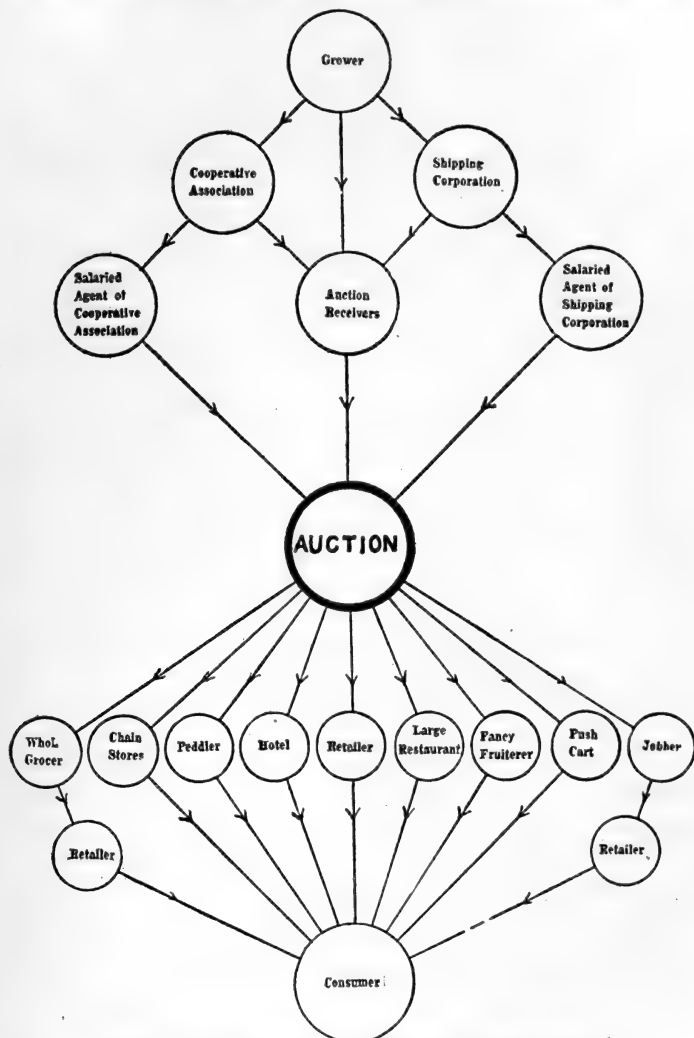 Grower
Cooperative
Association
Shipping
Corporation
Salaried
Agent of
Cooperative
Association
Auction
Receivers
Salaried
Agent of
Shipping
Corporation
AUCTION
Whol.
Grocer
Chain
Stores
Peddler
Hotel
Retailer
Large
Restaurant
Fancy
Fruiterer
Push
Cart
Jobber
Retailer
Retailer
Consumer